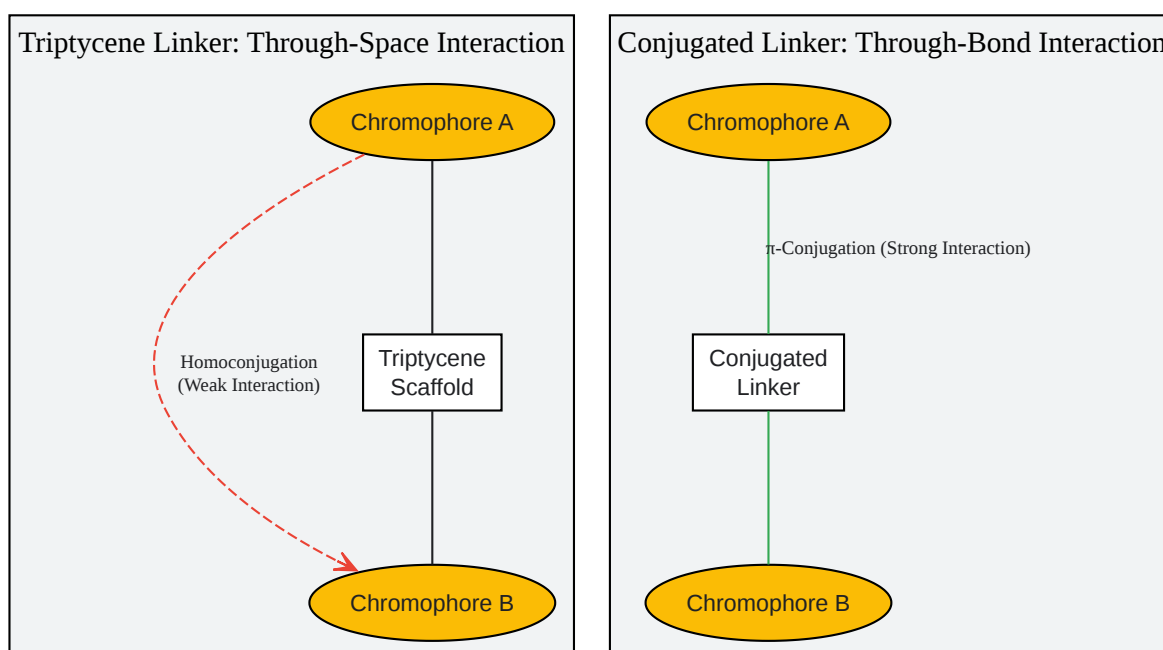 Triptycene Linker: Through-Space Interaction
Chromophore A
Homoconjugation
(Weak Interaction)
Triptycene
Scaffold
Chromophore B
Conjugated Linker: Through-Bond Interaction
Chromophore A
π-Conjugation (Strong Interaction)
Conjugated
Linker
Chromophore B